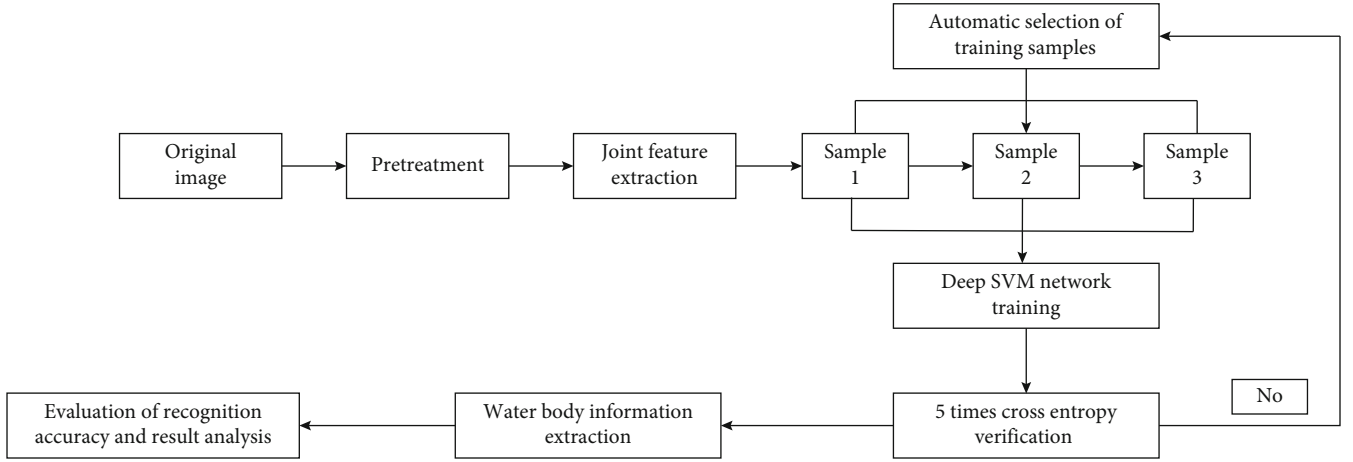 Automatic selection of
training samples
Original
image
Pretreatment
Joint feature
extraction
Sample
1
Sample
2
Sample
3
Deep SVM network
training
No
Evaluation of recognition
accuracy and result analysis
Water body information
extraction
5 times cross entropy
verification